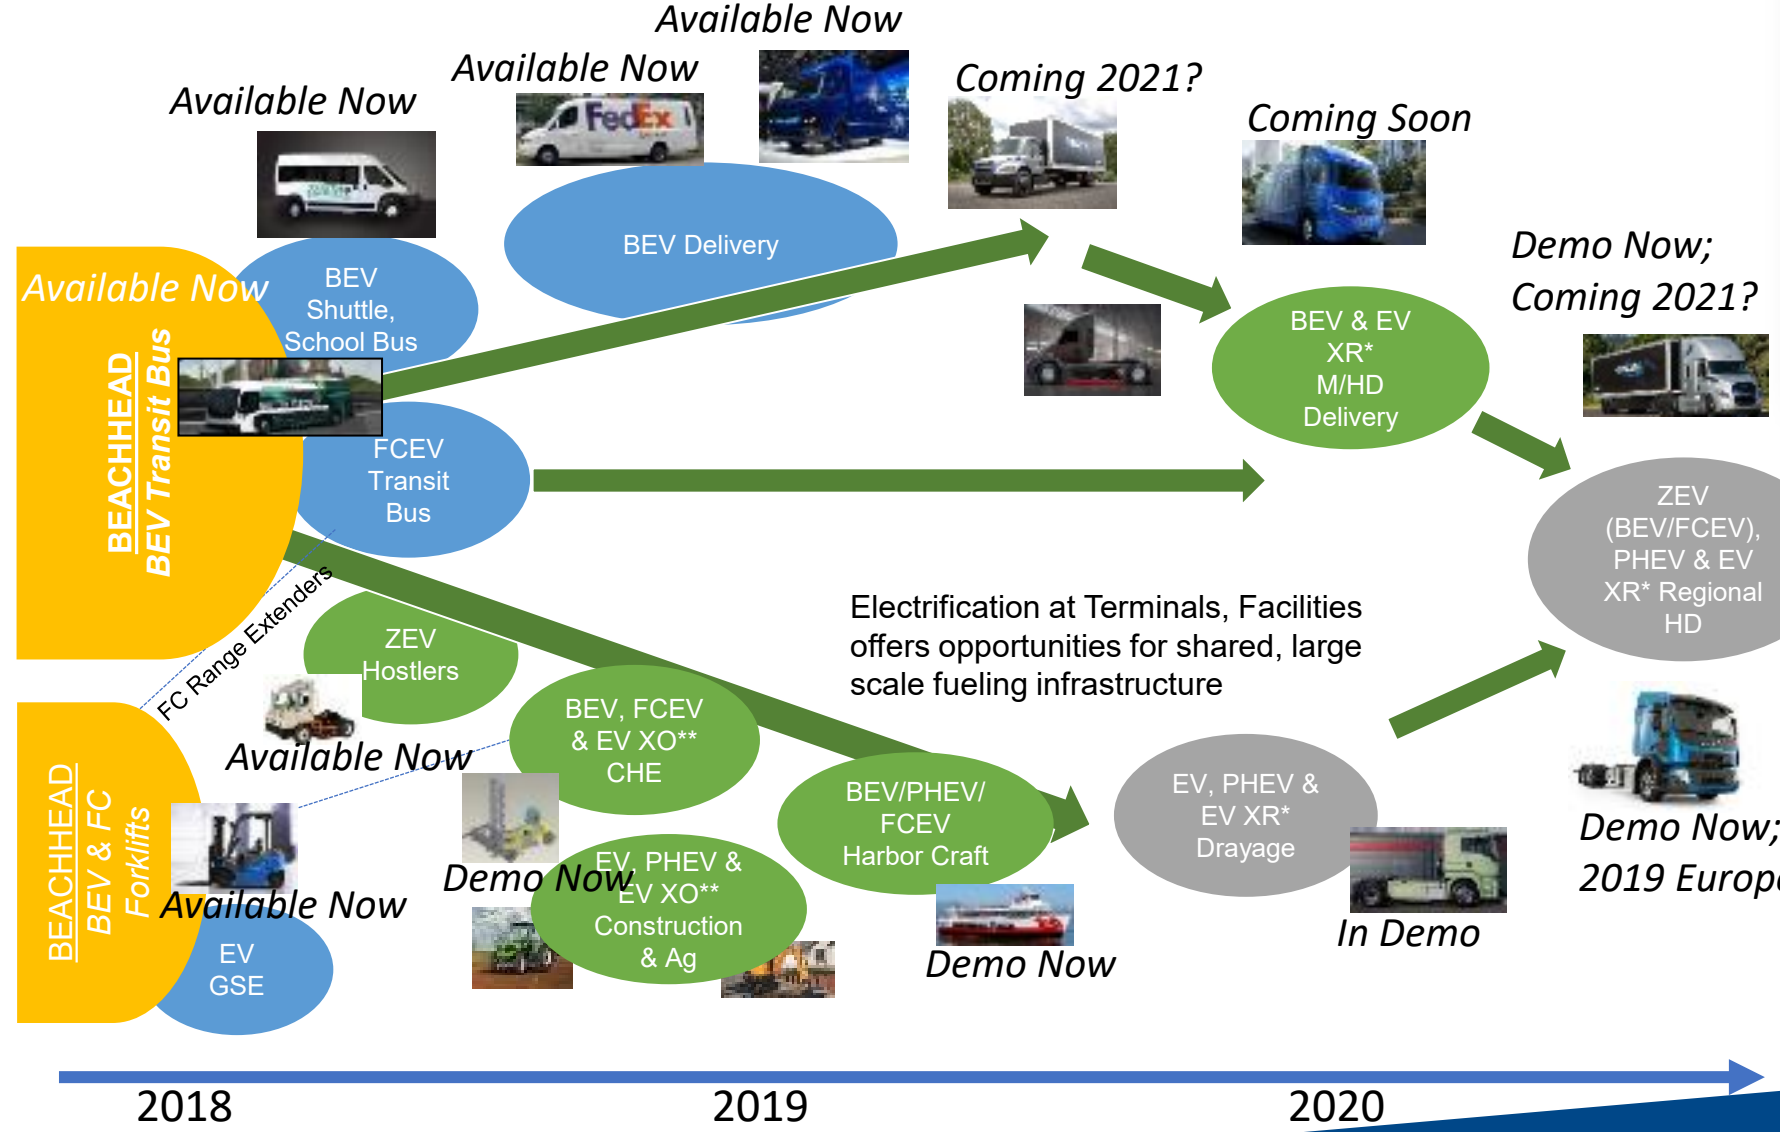 Available Now
Available Now
Available Now
Coming 2021?
Coming Soon
Demo Now;
Coming 2021?
FedEx
Available Now
BEACHHEAD
BEV Transit Bus
BEV
Shuttle,
School Bus
BEV Delivery
BEV & EV
XR*
M/HD
Delivery
FCEV
Transit
Bus
ZEV
(BEV/FCEV),
PHEV & EV
XR* Regional
HD
FC Range Extenders
Electrification at Terminals, Facilities
offers opportunities for shared, large
scale fueling infrastructure
ZEV
Hostlers
Available Now
BEV, FCEV
& EV XO**
CHE
BEV/PHEV/
FCEV
Harbor Craft
EV, PHEV &
EV XR*
Drayage
BEACHHEAD
BEV & FC
Forklifts
Available Now
Demo Now
EV, PHEV &
EV XO**
Construction
& Ag
Demo Now
In Demo
Demo Now;
2019 Europe
EV
GSE
2018
2019
2020